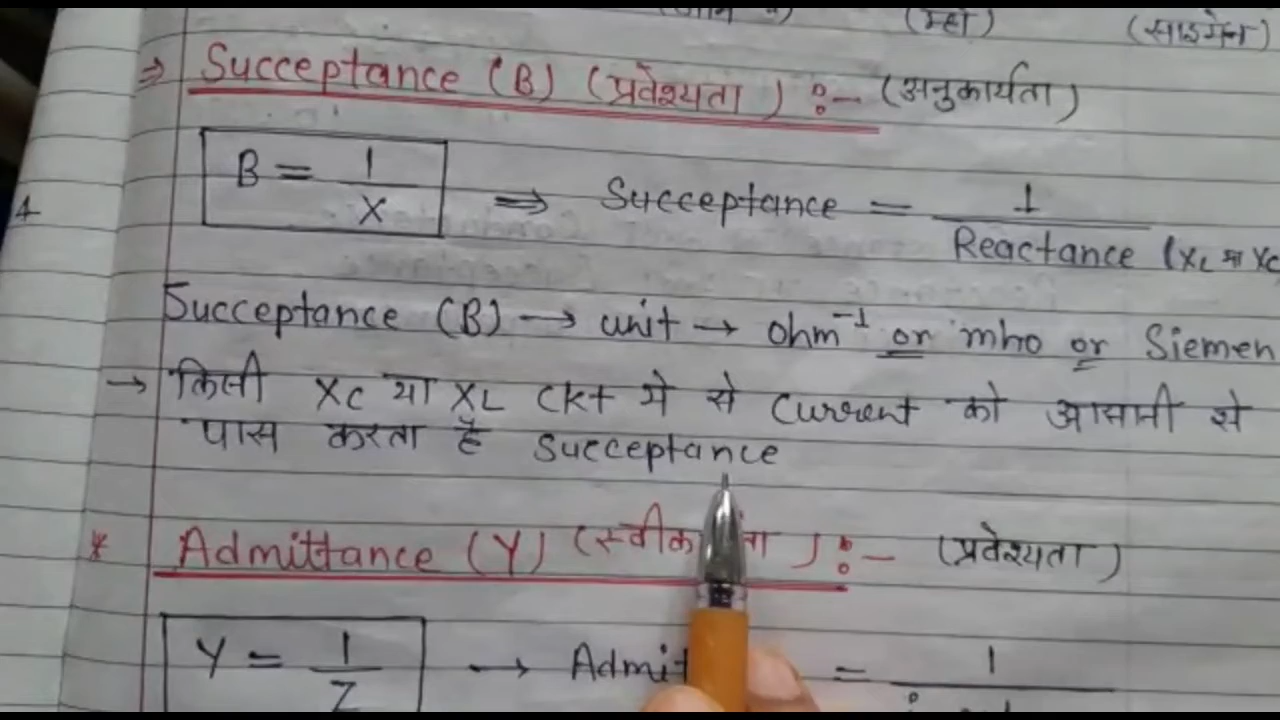 (म्हो) (साइमेन)
⇒ Succeptance (B) (प्रवेश्यता) :- (अनुकार्यता)
B = 1/X ⇒ Succeptance = 1/Reactance (XL या XC
Succeptance (B) → unit → ohm⁻¹ or mho or Siemen
→ किसी XC या XL Ckt मे से Current को आसानी से
पास करता है Succeptance
* Admittance (Y) (स्वीक :- (प्रवेश्यता)
Y = 1/Z → Admit = 1